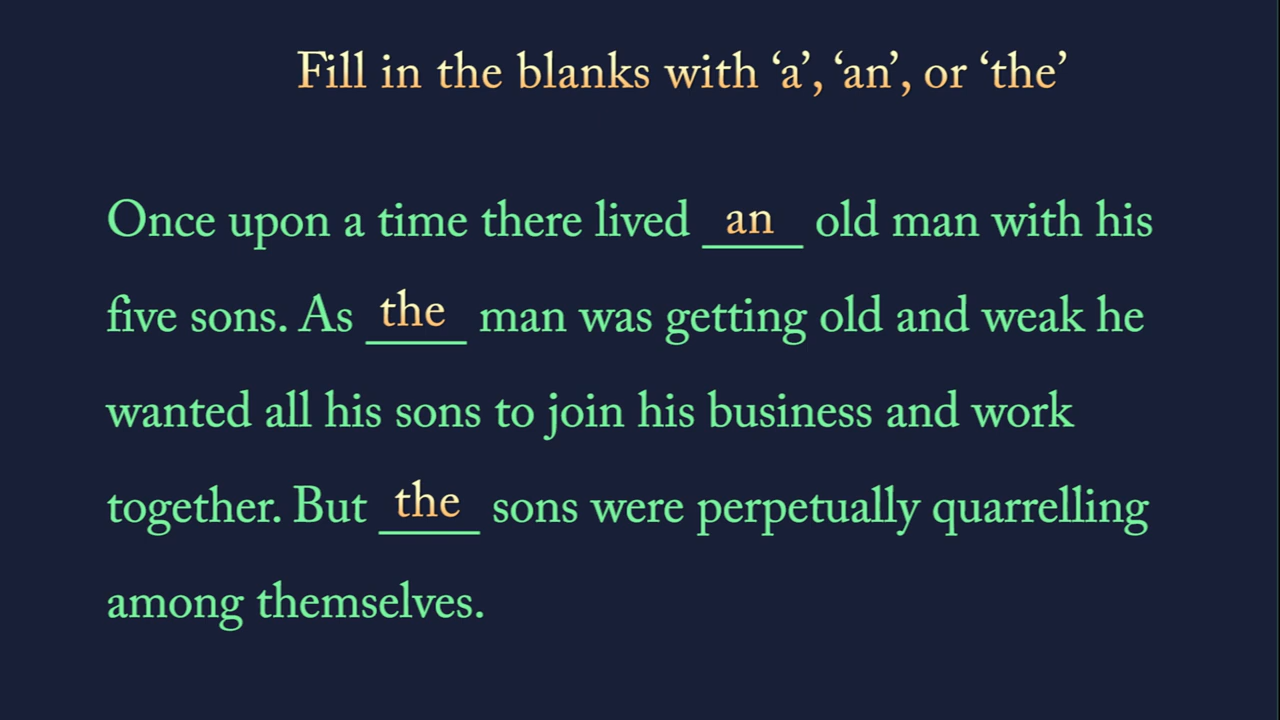 Fill in the blanks with ‘a’, ‘an’, or ‘the’
Once upon a time there lived an old man with his
five sons. As the man was getting old and weak he
wanted all his sons to join his business and work
together. But the sons were perpetually quarrelling
among themselves.